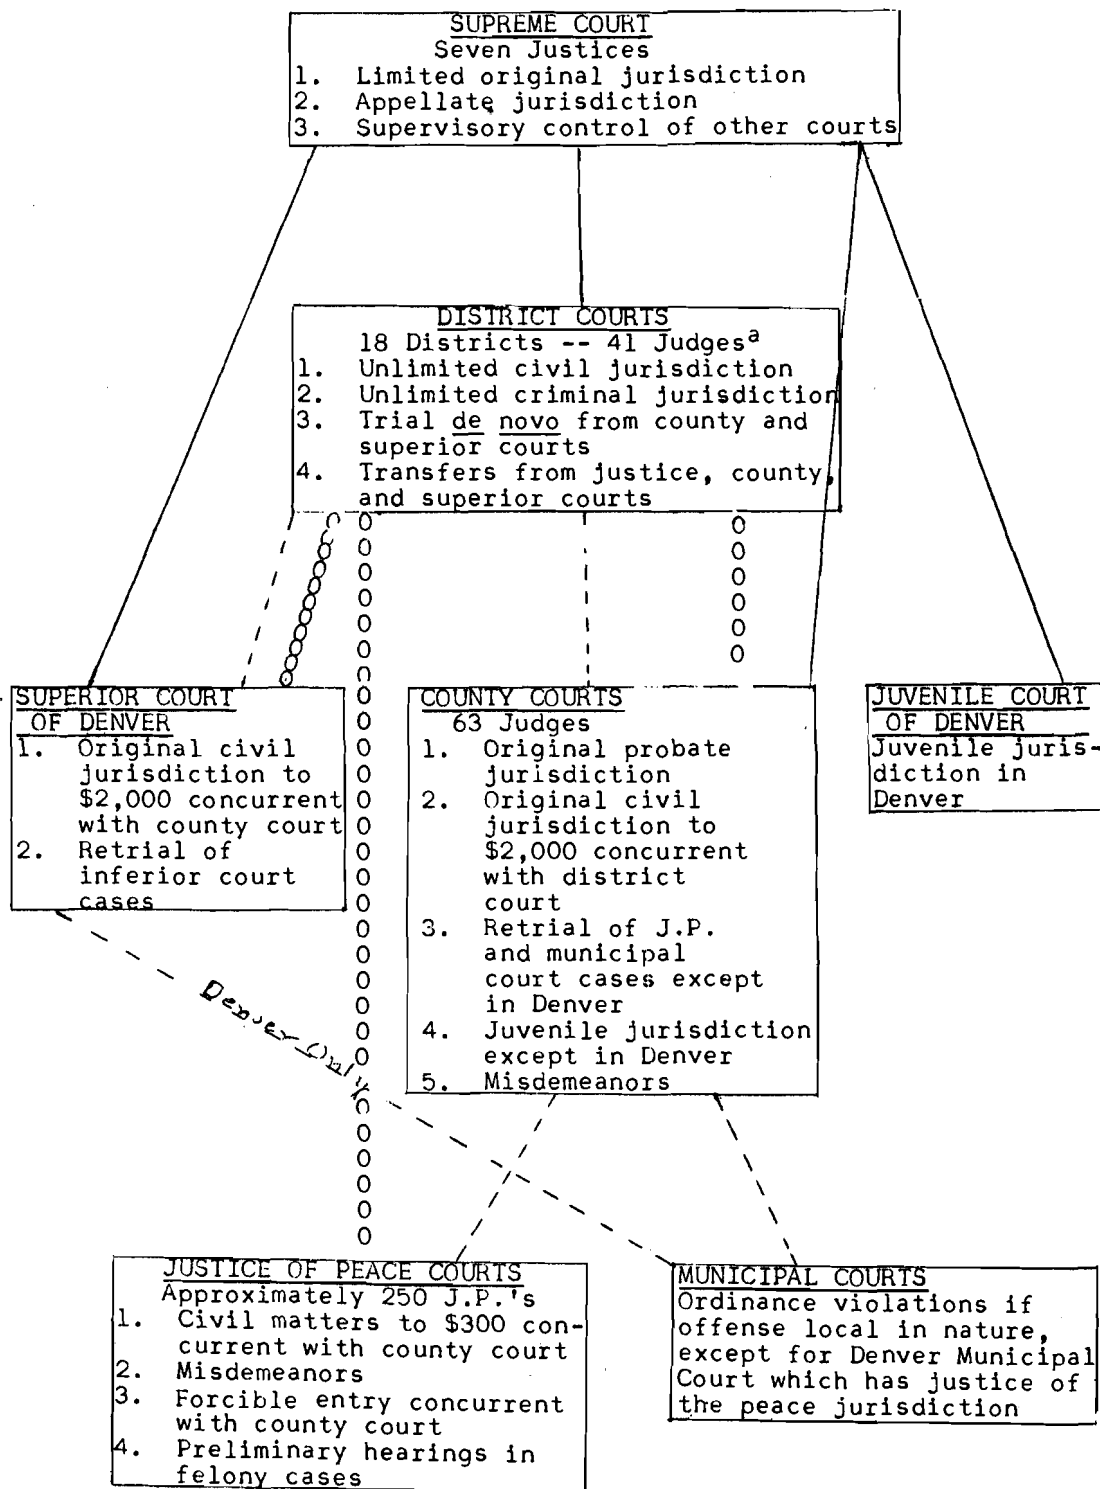 SUPREME COURT
Seven Justices
1. Limited original jurisdiction
2. Appellate jurisdiction
3. Supervisory control of other courts
DISTRICT COURTS
18 Districts -- 41 Judgesa
1. Unlimited civil jurisdiction
2. Unlimited criminal jurisdiction
3. Trial de novo from county and
superior courts
4. Transfers from justice, county,
and superior courts
SUPERIOR COURT
OF DENVER
1. Original civil
jurisdiction to
$2,000 concurrent
with county court
2. Retrial of
inferior court
cases
COUNTY COURTS
63 Judges
1. Original probate
jurisdiction
2. Original civil
jurisdiction to
$2,000 concurrent
with district
court
3. Retrial of J.P.
and municipal
court cases except
in Denver
4. Juvenile jurisdiction
except in Denver
5. Misdemeanors
JUVENILE COURT
OF DENVER
Juvenile juris-
diction in
Denver
Denver Only
JUSTICE OF PEACE COURTS
Approximately 250 J.P.'s
1. Civil matters to $300 con-
current with county court
2. Misdemeanors
3. Forcible entry concurrent
with county court
4. Preliminary hearings in
felony cases
MUNICIPAL COURTS
Ordinance violations if
offense local in nature,
except for Denver Municipal
Court which has justice of
the peace jurisdiction